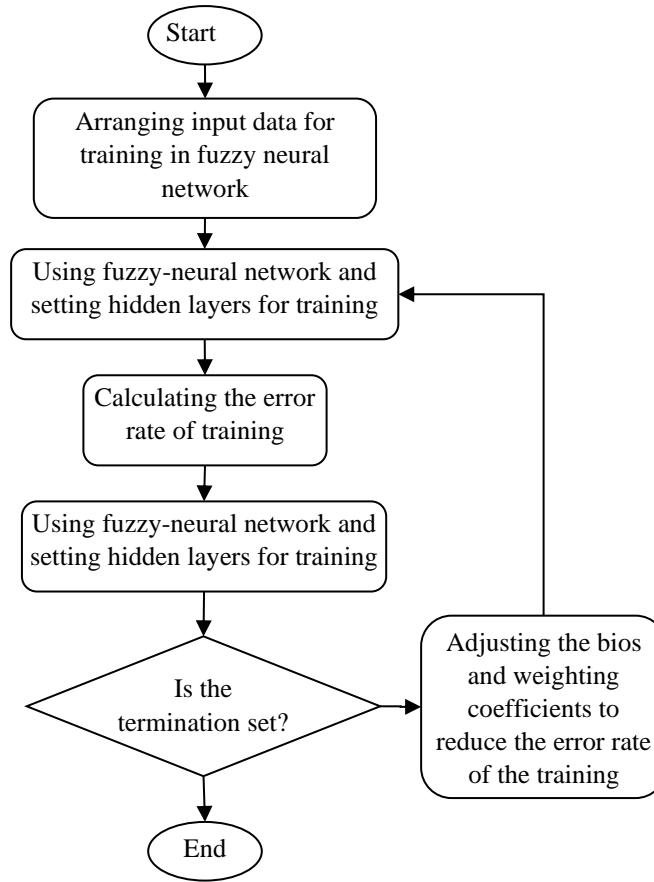 Start
Arranging input data for
training in fuzzy neural
network
Using fuzzy-neural network and
setting hidden layers for training
Calculating the error
rate of training
Using fuzzy-neural network and
setting hidden layers for training
Is the
termination set?
Adjusting the bios
and weighting
coefficients to
reduce the error rate
of the training
End